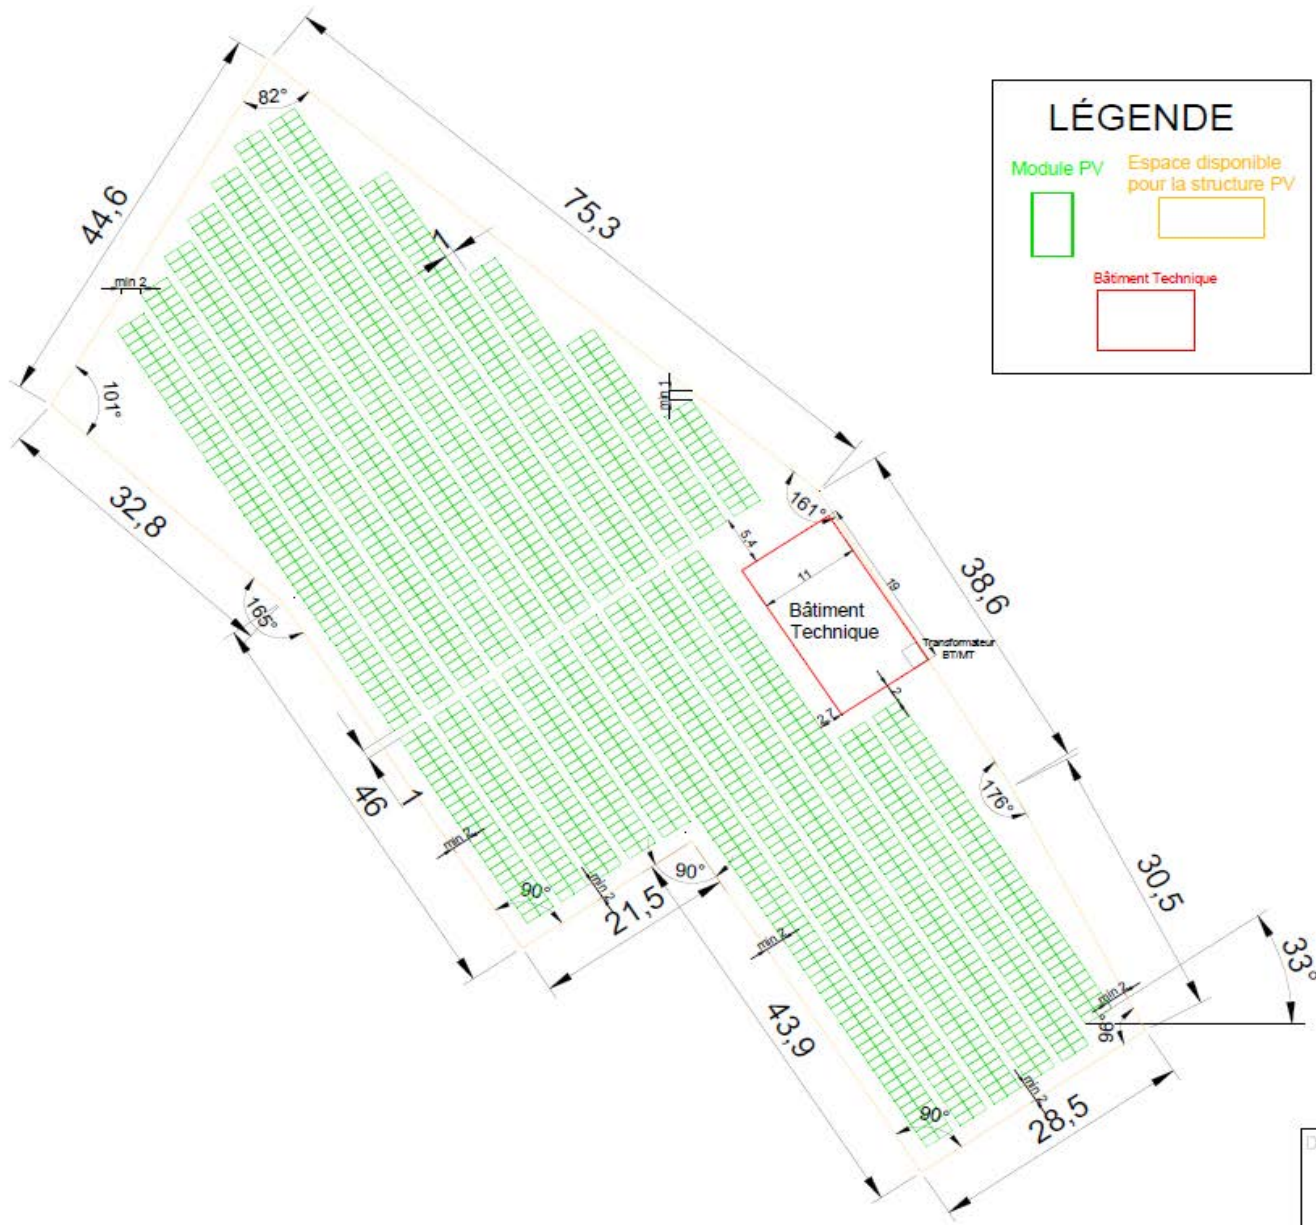 LÉGENDE
Module PV
Espace disponible
pour la structure PV
Bâtiment Technique
82°
44,6
75,3
1
min 2
101°
min 1
32,8
161°
5,4
11
19
38,6
Bâtiment
Technique
Transformateur
BT/MT
165°
2
2,7
46
1
176°
min 2
90°
min 2
21,5
90°
30,5
min 2
33°
min 2
96°
43,9
min 2
90°
28,5
D